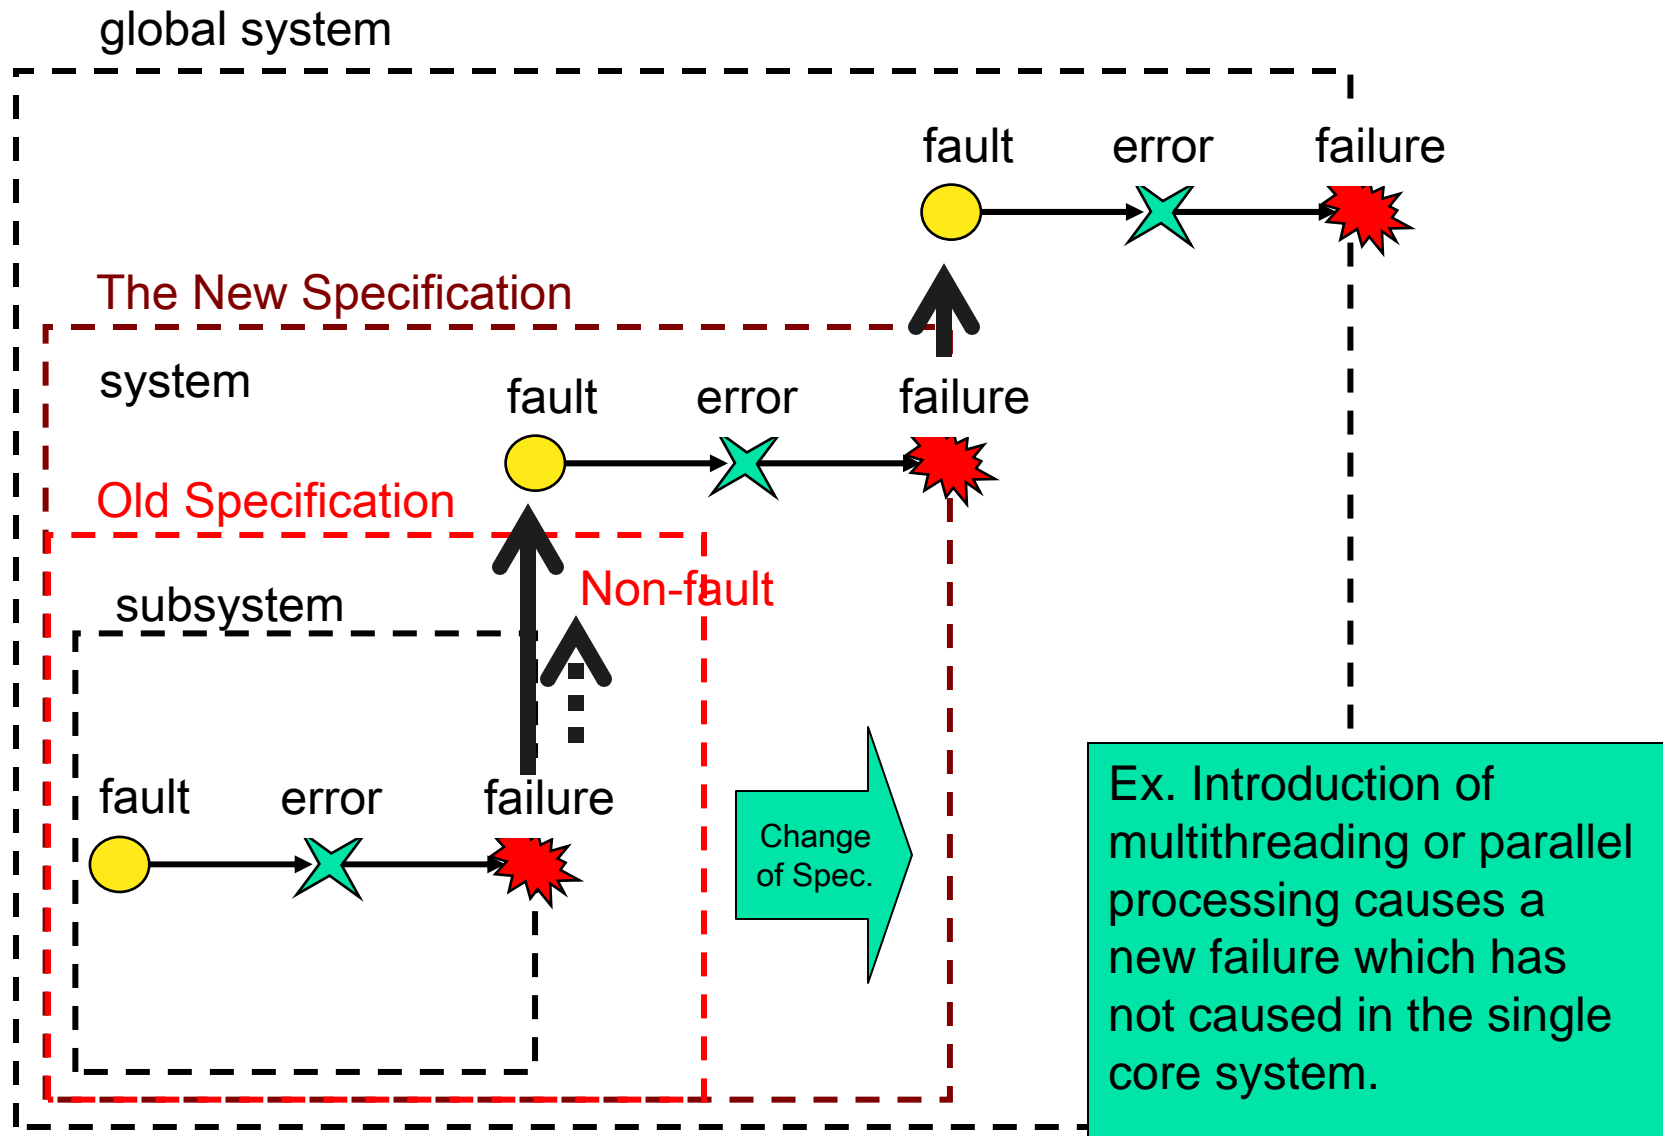 global system
fault error failure
The New Specification
system
fault error failure
Old Specification
Non-fault
subsystem
fault error failure
Change
of Spec.
Ex. Introduction of
multithreading or parallel
processing causes a
new failure which has
not caused in the single
core system.